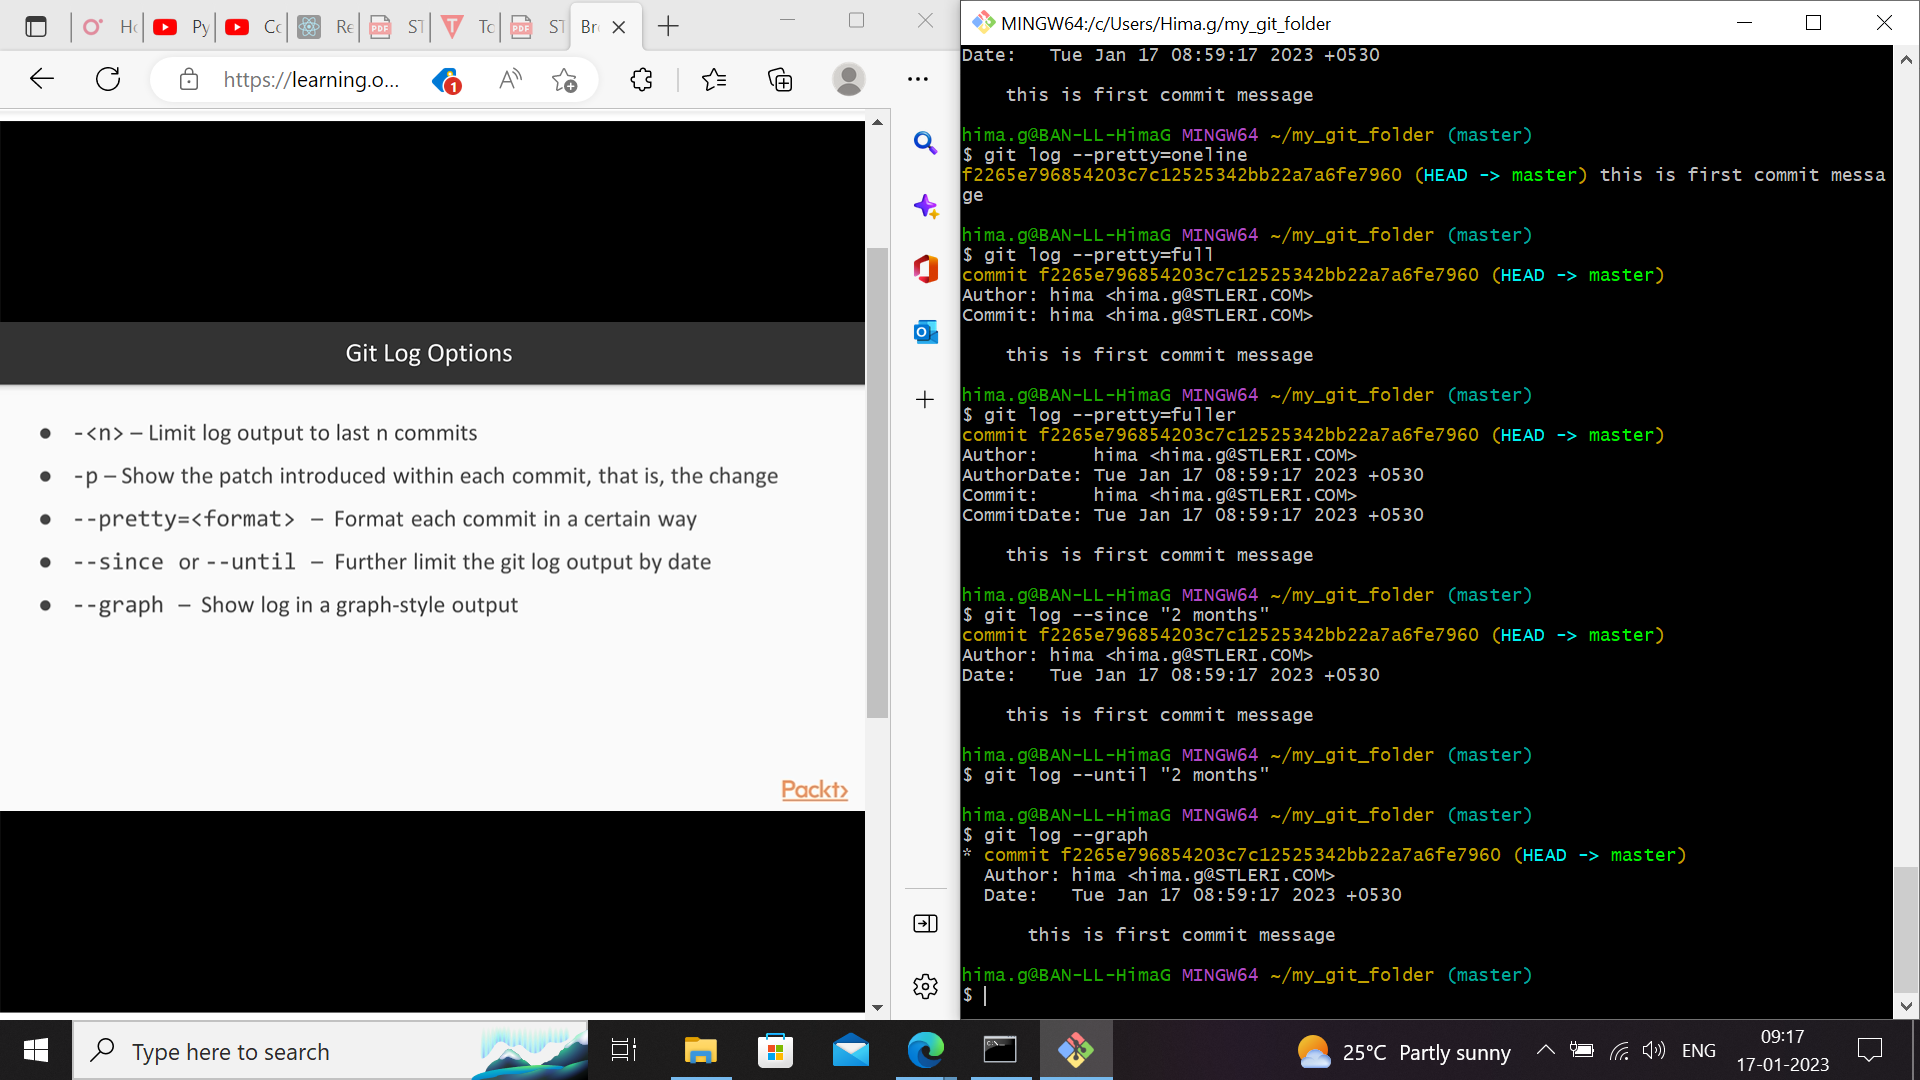 Hc
Py
Cc
Re
ST
Tc
ST
Br
https://learning.o...
1
Git Log Options
-<n> – Limit log output to last n commits
-p – Show the patch introduced within each commit, that is, the change
--pretty=<format> – Format each commit in a certain way
--since or --until – Further limit the git log output by date
--graph – Show log in a graph-style output
Packt>
MINGW64:/c/Users/Hima.g/my_git_folder
Date:   Tue Jan 17 08:59:17 2023 +0530
this is first commit message
hima.g@BAN-LL-HimaG MINGW64 ~/my_git_folder (master)
$ git log --pretty=oneline
f2265e796854203c7c12525342bb22a7a6fe7960 (HEAD -> master) this is first commit messa
ge
hima.g@BAN-LL-HimaG MINGW64 ~/my_git_folder (master)
$ git log --pretty=full
commit f2265e796854203c7c12525342bb22a7a6fe7960 (HEAD -> master)
Author: hima <hima.g@STLERI.COM>
Commit: hima <hima.g@STLERI.COM>
this is first commit message
hima.g@BAN-LL-HimaG MINGW64 ~/my_git_folder (master)
$ git log --pretty=fuller
commit f2265e796854203c7c12525342bb22a7a6fe7960 (HEAD -> master)
Author:     hima <hima.g@STLERI.COM>
AuthorDate: Tue Jan 17 08:59:17 2023 +0530
Commit:     hima <hima.g@STLERI.COM>
CommitDate: Tue Jan 17 08:59:17 2023 +0530
this is first commit message
hima.g@BAN-LL-HimaG MINGW64 ~/my_git_folder (master)
$ git log --since "2 months"
commit f2265e796854203c7c12525342bb22a7a6fe7960 (HEAD -> master)
Author: hima <hima.g@STLERI.COM>
Date:   Tue Jan 17 08:59:17 2023 +0530
this is first commit message
hima.g@BAN-LL-HimaG MINGW64 ~/my_git_folder (master)
$ git log --until "2 months"
hima.g@BAN-LL-HimaG MINGW64 ~/my_git_folder (master)
$ git log --graph
* commit f2265e796854203c7c12525342bb22a7a6fe7960 (HEAD -> master)
Author: hima <hima.g@STLERI.COM>
Date:   Tue Jan 17 08:59:17 2023 +0530
this is first commit message
hima.g@BAN-LL-HimaG MINGW64 ~/my_git_folder (master)
$
Type here to search
25°C Partly sunny
ENG
09:17
17-01-2023